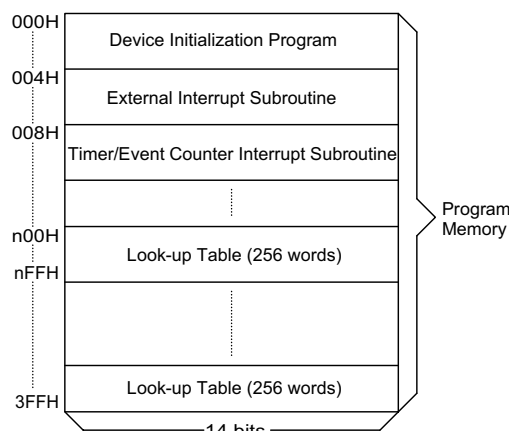 000H
Device Initialization Program
004H
External Interrupt Subroutine
008H
Timer/Event Counter Interrupt Subroutine
n00H
Look-up Table (256 words)
nFFH
Program
Memory
Look-up Table (256 words)
3FFH
14 bits